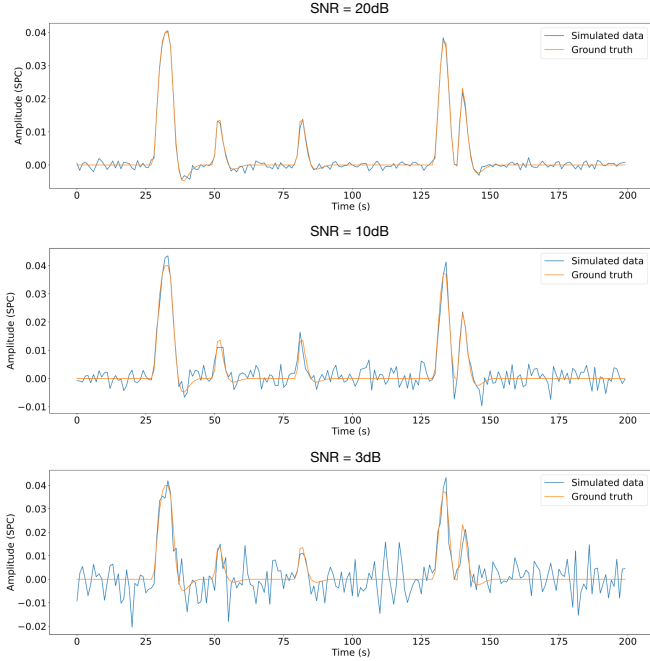 SNR = 20dB
Amplitude (SPC)
0.04
0.03
0.02
0.01
0.00
Simulated data
Ground truth
0 25 50 75 100 125 150 175 200
Time (s)
SNR = 10dB
Amplitude (SPC)
0.04
0.03
0.02
0.01
0.00
−0.01
Simulated data
Ground truth
0 25 50 75 100 125 150 175 200
Time (s)
SNR = 3dB
Amplitude (SPC)
0.04
0.03
0.02
0.01
0.00
−0.01
−0.02
Simulated data
Ground truth
0 25 50 75 100 125 150 175 200
Time (s)